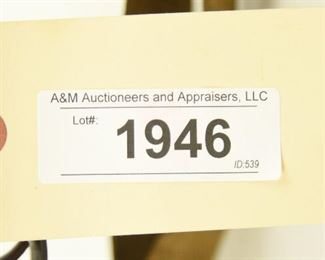 A&M Auctioneers and Appraisers, LLC
Lot#:
1946
ID:539